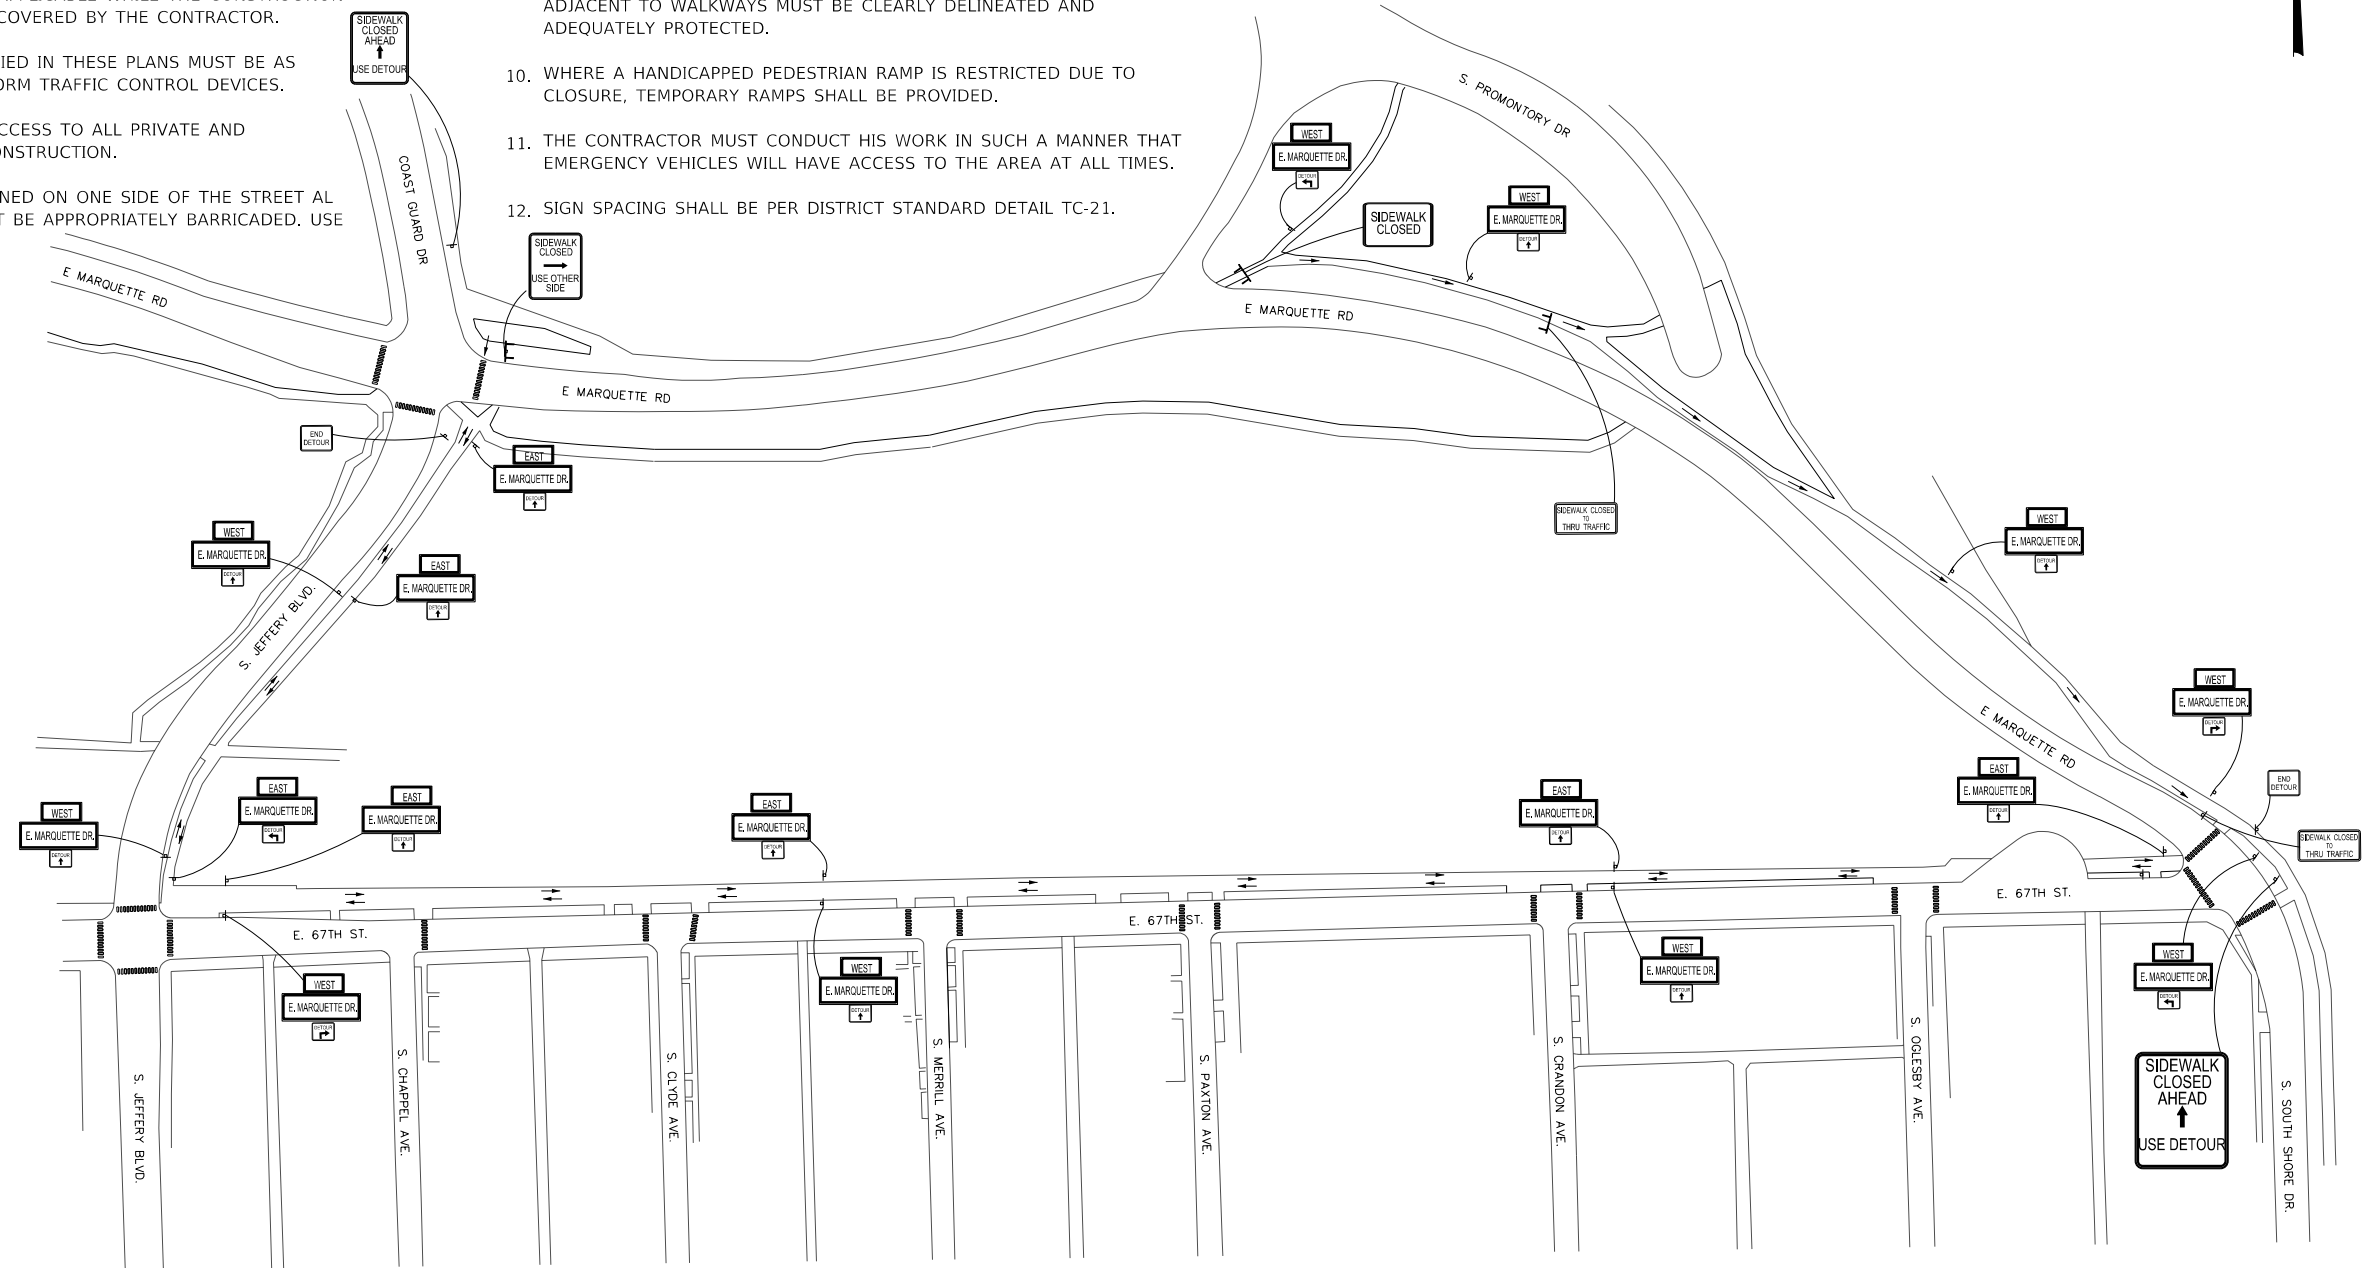 COVERED BY THE CONTRACTOR.
IED IN THESE PLANS MUST BE AS
ORM TRAFFIC CONTROL DEVICES.
CCESS TO ALL PRIVATE AND
ONSTRUCTION.
NED ON ONE SIDE OF THE STREET AL
T BE APPROPRIATELY BARRICADED. USE
ADJACENT TO WALKWAYS MUST BE CLEARLY DELINEATED AND
ADEQUATELY PROTECTED.
10. WHERE A HANDICAPPED PEDESTRIAN RAMP IS RESTRICTED DUE TO
CLOSURE, TEMPORARY RAMPS SHALL BE PROVIDED.
11. THE CONTRACTOR MUST CONDUCT HIS WORK IN SUCH A MANNER THAT
EMERGENCY VEHICLES WILL HAVE ACCESS TO THE AREA AT ALL TIMES.
12. SIGN SPACING SHALL BE PER DISTRICT STANDARD DETAIL TC-21.
SIDEWALK
CLOSED
AHEAD
USE DETOUR
COAST GUARD DR
SIDEWALK
CLOSED
USE OTHER
SIDE
E MARQUETTE RD
E MARQUETTE RD
E MARQUETTE RD
S. PROMONTORY DR
WEST
E. MARQUETTE DR.
DETOUR
SIDEWALK
CLOSED
WEST
E. MARQUETTE DR.
DETOUR
END
DETOUR
EAST
E. MARQUETTE DR.
DETOUR
SIDEWALK CLOSED
TO
THRU TRAFFIC
WEST
E. MARQUETTE DR.
DETOUR
WEST
E. MARQUETTE DR.
DETOUR
EAST
E. MARQUETTE DR.
DETOUR
S. JEFFERY BLVD.
WEST
E. MARQUETTE DR.
DETOUR
E MARQUETTE RD
WEST
E. MARQUETTE DR.
DETOUR
EAST
E. MARQUETTE DR.
DETOUR
EAST
E. MARQUETTE DR.
DETOUR
EAST
E. MARQUETTE DR.
DETOUR
EAST
E. MARQUETTE DR.
DETOUR
EAST
E. MARQUETTE DR.
DETOUR
END
DETOUR
SIDEWALK CLOSED
TO
THRU TRAFFIC
E. 67TH ST.
E. 67TH ST.
E. 67TH ST.
WEST
E. MARQUETTE DR.
DETOUR
WEST
E. MARQUETTE DR.
DETOUR
WEST
E. MARQUETTE DR.
DETOUR
WEST
E. MARQUETTE DR.
DETOUR
SIDEWALK
CLOSED
AHEAD
USE DETOUR
S. JEFFERY BLVD.
S. CHAPPEL AVE.
S. CLYDE AVE.
S. MERRILL AVE.
S. PAXTON AVE.
S. CRANDON AVE.
S. OGLESBY AVE.
S. SOUTH SHORE DR.